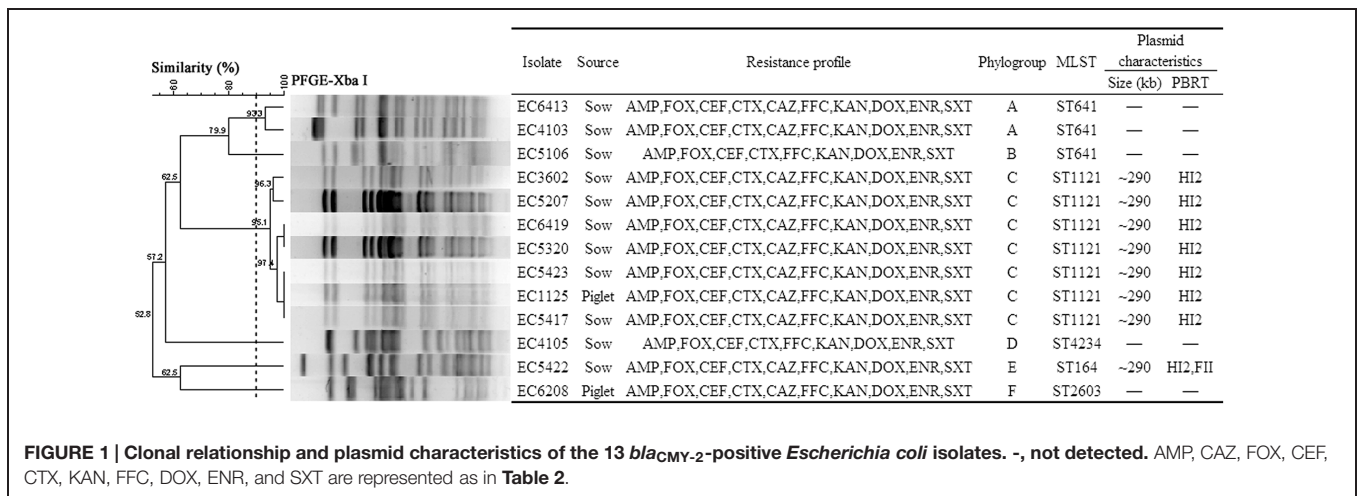 Similarity (%)
PFGE-Xba I
60
80
100
93.3
79.9
62.5
96.3
95.1
97.4
57.2
52.8
62.5
Plasmid
Isolate Source Resistance profile Phylogroup MLST characteristics
Size (kb) PBRT
EC6413 Sow AMP,FOX,CEF,CTX,CAZ,FFC,KAN,DOX,ENR,SXT A ST641 — —
EC4103 Sow AMP,FOX,CEF,CTX,CAZ,FFC,KAN,DOX,ENR,SXT A ST641 — —
EC5106 Sow AMP,FOX,CEF,CTX,FFC,KAN,DOX,ENR,SXT B ST641 — —
EC3602 Sow AMP,FOX,CEF,CTX,CAZ,FFC,KAN,DOX,ENR,SXT C ST1121 ~290 HI2
EC5207 Sow AMP,FOX,CEF,CTX,CAZ,FFC,KAN,DOX,ENR,SXT C ST1121 ~290 HI2
EC6419 Sow AMP,FOX,CEF,CTX,CAZ,FFC,KAN,DOX,ENR,SXT C ST1121 ~290 HI2
EC5320 Sow AMP,FOX,CEF,CTX,CAZ,FFC,KAN,DOX,ENR,SXT C ST1121 ~290 HI2
EC5423 Sow AMP,FOX,CEF,CTX,CAZ,FFC,KAN,DOX,ENR,SXT C ST1121 ~290 HI2
EC1125 Piglet AMP,FOX,CEF,CTX,CAZ,FFC,KAN,DOX,ENR,SXT C ST1121 ~290 HI2
EC5417 Sow AMP,FOX,CEF,CTX,CAZ,FFC,KAN,DOX,ENR,SXT C ST1121 ~290 HI2
EC4105 Sow AMP,FOX,CEF,CTX,FFC,KAN,DOX,ENR,SXT D ST4234 — —
EC5422 Sow AMP,FOX,CEF,CTX,CAZ,FFC,KAN,DOX,ENR,SXT E ST164 ~290 HI2,FII
EC6208 Piglet AMP,FOX,CEF,CTX,CAZ,FFC,KAN,DOX,ENR,SXT F ST2603 — —
FIGURE 1 | Clonal relationship and plasmid characteristics of the 13 blaCMY-2-positive Escherichia coli isolates. -, not detected. AMP, CAZ, FOX, CEF,
CTX, KAN, FFC, DOX, ENR, and SXT are represented as in Table 2.